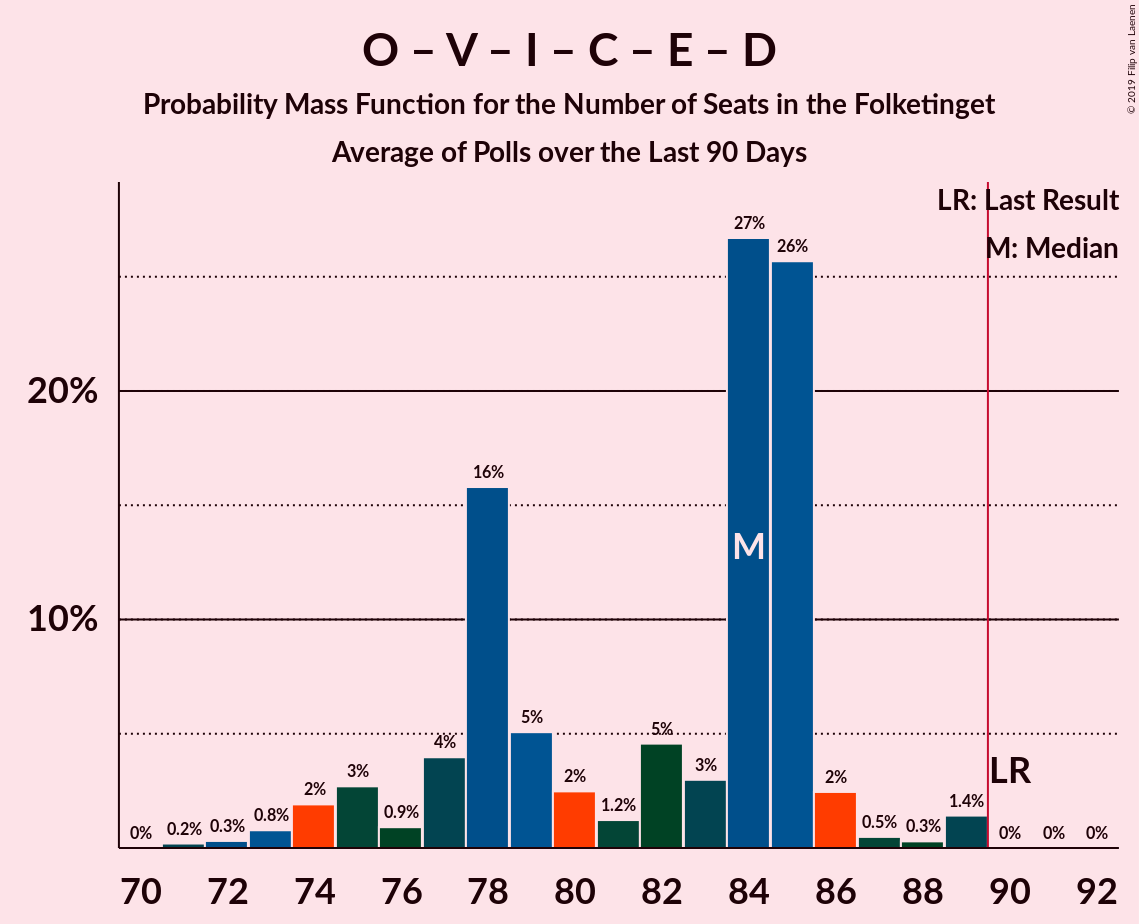 O – V – I – C – E – D
Probability Mass Function for the Number of Seats in the Folketinget
Average of Polls over the Last 90 Days
© 2019 Filip van Laenen
LR: Last Result
M: Median
20%
10%
0%
0.2%
0.3%
0.8%
2%
3%
0.9%
4%
16%
5%
2%
1.2%
5%
3%
27%
26%
2%
0.5%
0.3%
1.4%
0%
0%
0%
M
LR
70 72 74 76 78 80 82 84 86 88 90 92